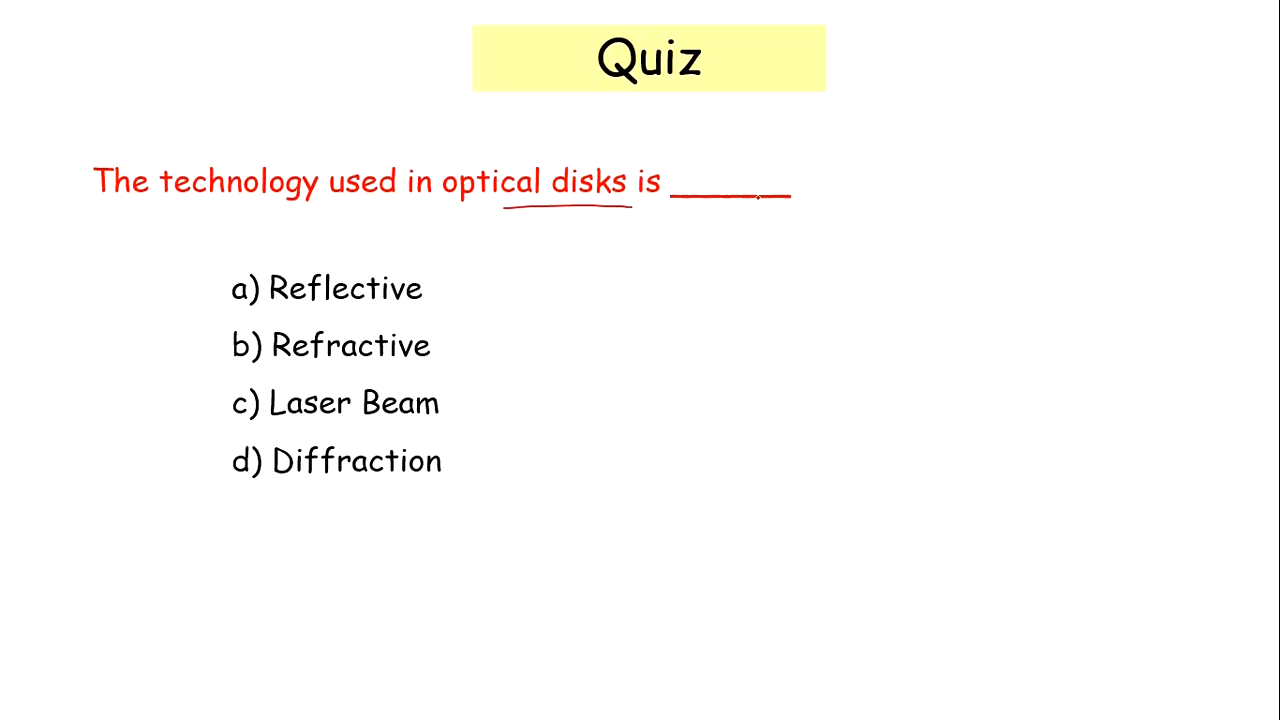 Quiz
The technology used in optical disks is ______
a) Reflective
b) Refractive
c) Laser Beam
d) Diffraction